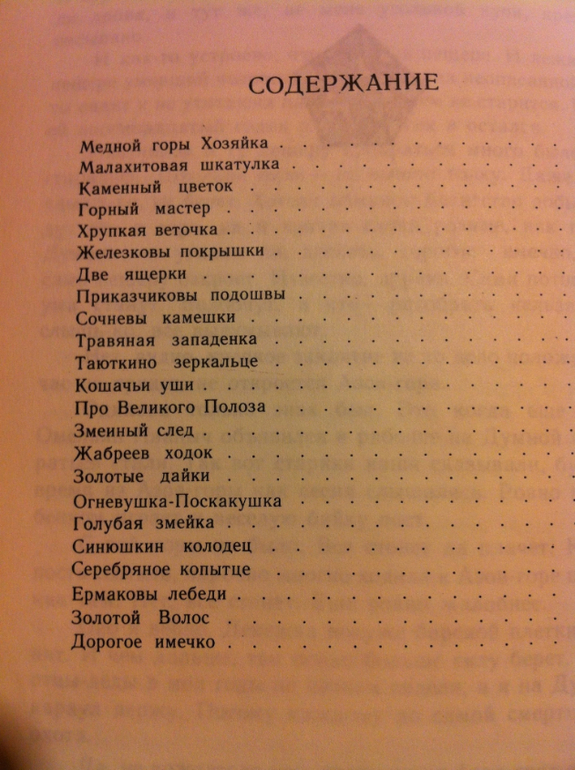 СОДЕРЖАНИЕ
Медной горы Хозяйка . . . . . . . . . . .
Малахитовая шкатулка . . . . . . . . . .
Каменный цветок . . . . . . . . . . . .
Горный мастер . . . . . . . . . . . . .
Хрупкая веточка . . . . . . . . . . . .
Железковы покрышки . . . . . . . . . .
Две ящерки . . . . . . . . . . . . . .
Приказчиковы подошвы . . . . . . . . .
Сочневы камешки . . . . . . . . . . . .
Травяная западенка . . . . . . . . . . .
Таюткино зеркальце . . . . . . . . . . .
Кошачьи уши . . . . . . . . . . . . . .
Про Великого Полоза . . . . . . . . . .
Змеиный след . . . . . . . . . . . . .
Жабреев ходок . . . . . . . . . . . . .
Золотые дайки . . . . . . . . . . . . .
Огневушка-Поскакушка . . . . . . . . .
Голубая змейка . . . . . . . . . . . . .
Синюшкин колодец . . . . . . . . . . .
Серебряное копытце . . . . . . . . . .
Ермаковы лебеди . . . . . . . . . . . .
Золотой Волос . . . . . . . . . . . . .
Дорогое имечко . . . . . . . . . . . .